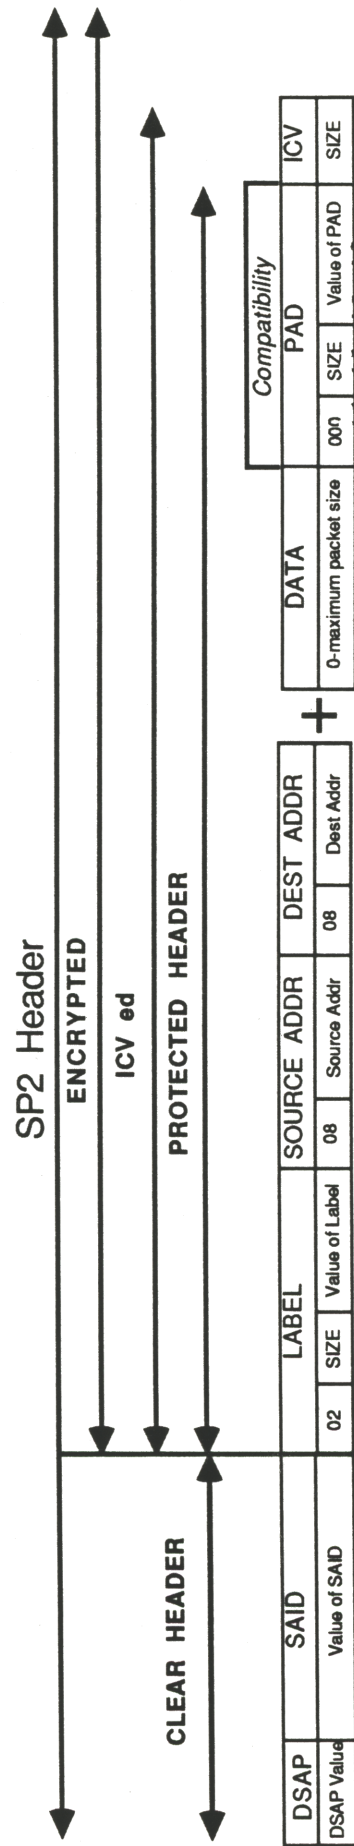 SP2 Header
ENCRYPTED
ICV ed
CLEAR HEADER
PROTECTED HEADER
Compatibility
DSAP SAID LABEL SOURCE ADDR DEST ADDR + DATA PAD ICV
DSAP Value Value of SAID 02 SIZE Value of Label 08 Source Addr 08 Dest Addr 0-maximum packet size 000 SIZE Value of PAD SIZE